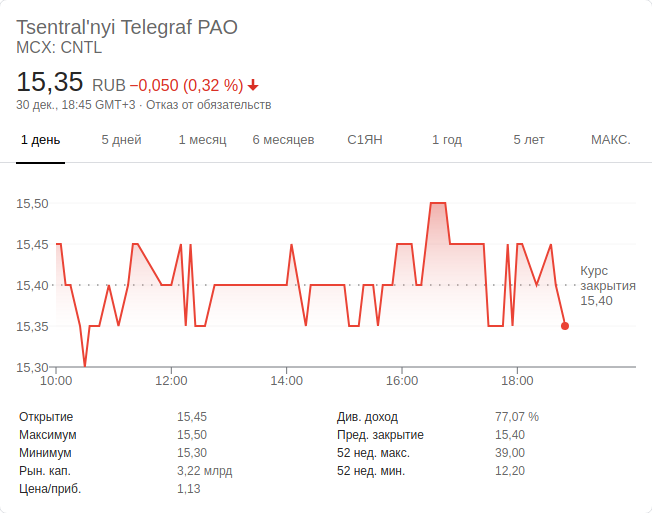 Tsentral'nyi Telegraf PAO
MCX: CNTL
15,35 RUB −0,050 (0,32 %)
30 дек., 18:45 GMT+3 · Отказ от обязательств
1 день 5 дней 1 месяц 6 месяцев С1ЯН 1 год 5 лет МАКС.
15,50
15,45
15,40
15,35
15,30
Курс
закрытия
15,40
10:00 12:00 14:00 16:00 18:00
Открытие 15,45 Див. доход 77,07 %
Максимум 15,50 Пред. закрытие 15,40
Минимум 15,30 52 нед. макс. 39,00
Рын. кап. 3,22 млрд 52 нед. мин. 12,20
Цена/приб. 1,13